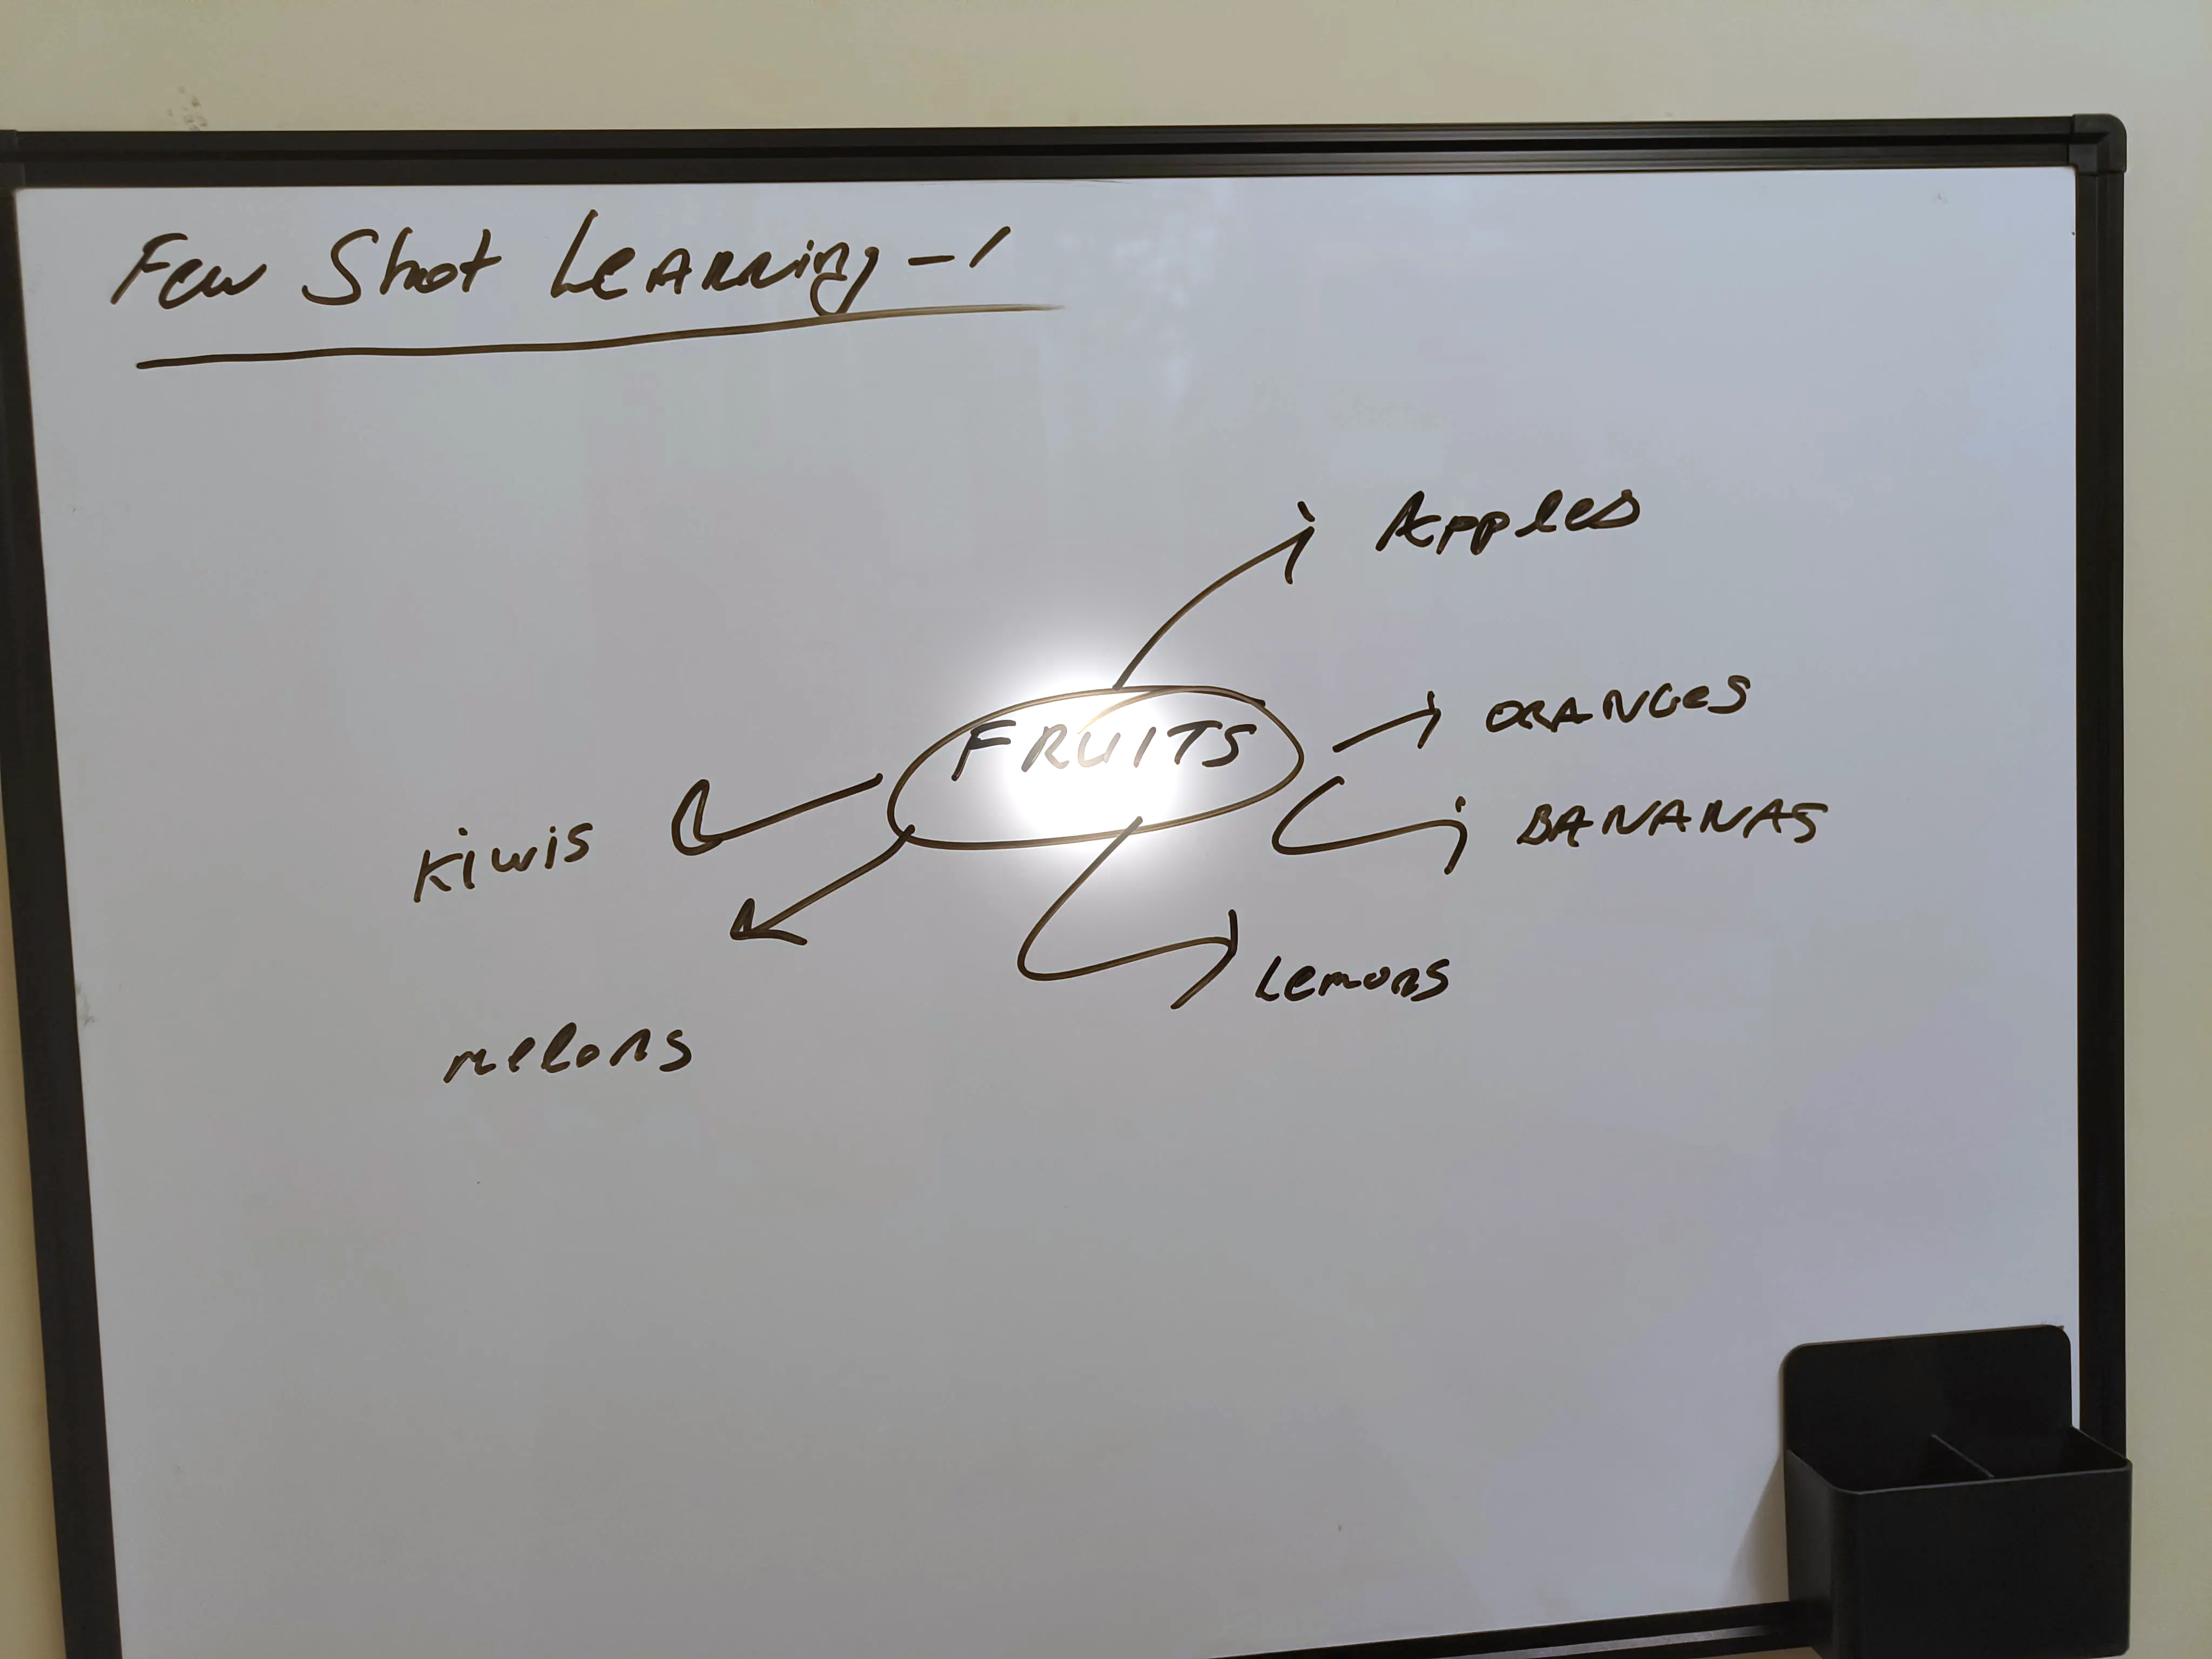 Few Shot Learning - 1
Apples
FRUITS
ORANGES
BANANAS
Kiwis
Lemons
melons